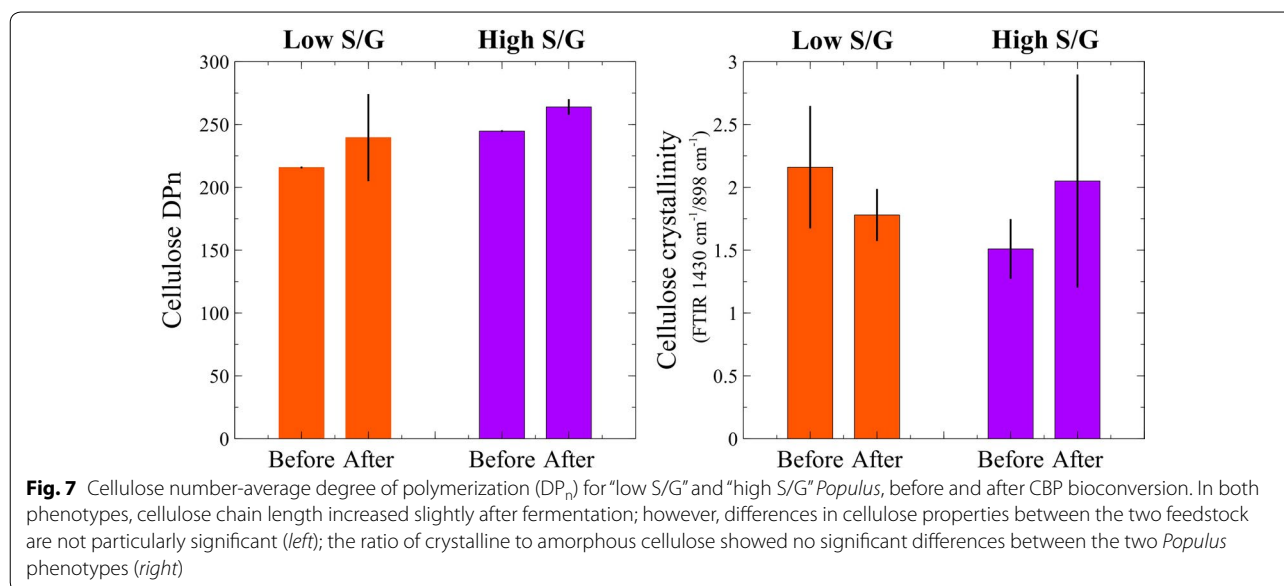 Low S/G High S/G
300
250
200
150
100
50
0
Cellulose DPn
Before After Before After
Low S/G High S/G
3
2.5
2
1.5
1
0.5
0
Cellulose crystallinity
(FTIR 1430 cm⁻¹/898 cm⁻¹)
Before After Before After
Fig. 7 Cellulose number-average degree of polymerization (DPn) for "low S/G" and "high S/G" Populus, before and after CBP bioconversion. In both
phenotypes, cellulose chain length increased slightly after fermentation; however, differences in cellulose properties between the two feedstock
are not particularly significant (left); the ratio of crystalline to amorphous cellulose showed no significant differences between the two Populus
phenotypes (right)